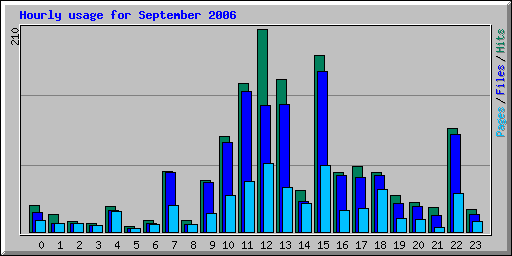 Hourly usage for September 2006
210
Pages / Files / Hits
0 1 2 3 4 5 6 7 8 9 10 11 12 13 14 15 16 17 18 19 20 21 22 23